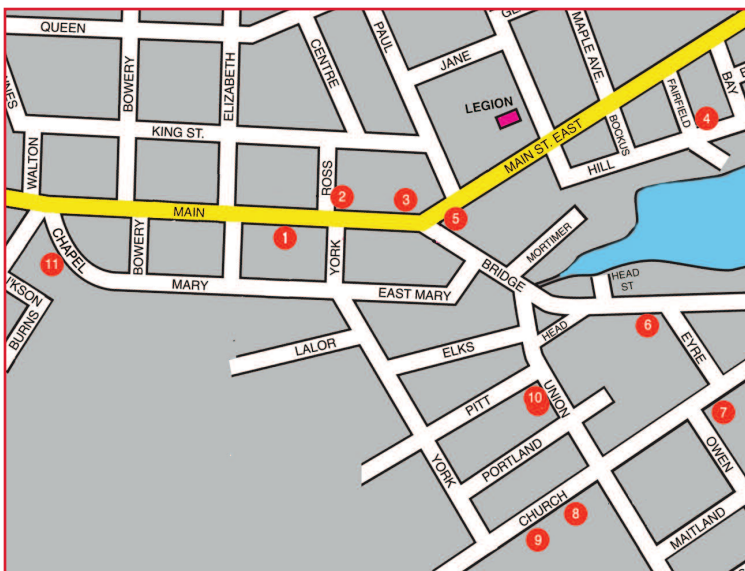 QUEEN
BOWERY
ELIZABETH
CENTRE
PAUL
JANE
MAPLE AVE.
BOCKUS
FAIRFIELD
BAY
LEGION
MAIN ST. EAST
4
HILL
KING ST.
WALTON
ROSS
2
3
5
MAIN
1
BOWERY
YORK
CHAPEL
11
MARY
EAST MARY
BRIDGE
MORTIMER
HEAD
ST
BURNS
LALOR
ELKS
HEAD
6
EYRE
PITT
10
UNION
7
OWEN
YORK
PORTLAND
CHURCH
8
9
MAITLAND